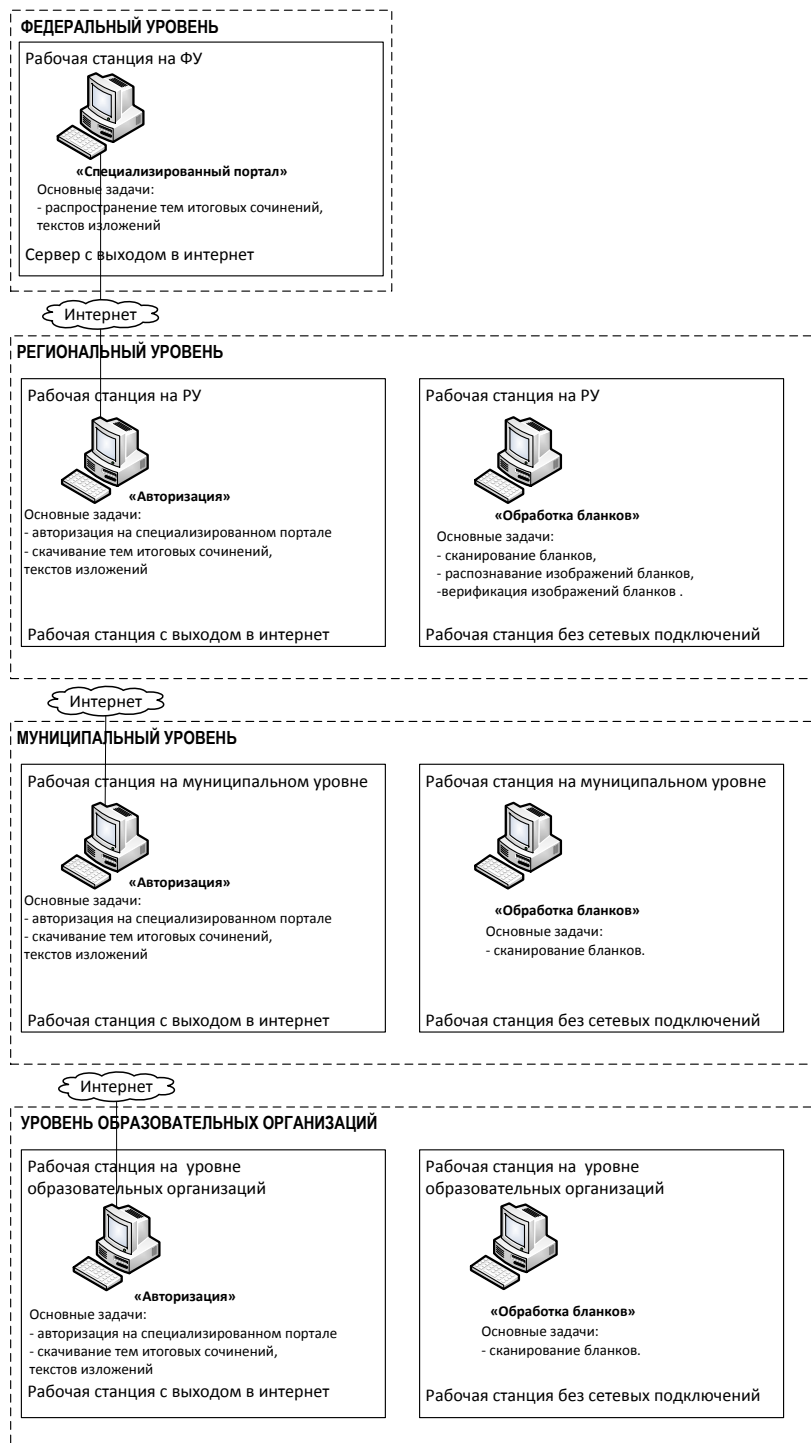 ФЕДЕРАЛЬНЫЙ УРОВЕНЬ
Рабочая станция на ФУ
«Специализированный портал»
Основные задачи:
- распространение тем итоговых сочинений,
текстов изложений
Сервер с выходом в интернет
Интернет
РЕГИОНАЛЬНЫЙ УРОВЕНЬ
Рабочая станция на РУ
«Авторизация»
Основные задачи:
- авторизация на специализированном портале
- скачивание тем итоговых сочинений,
текстов изложений
Рабочая станция с выходом в интернет
Рабочая станция на РУ
«Обработка бланков»
Основные задачи:
- сканирование бланков,
- распознавание изображений бланков,
-верификация изображений бланков .
Рабочая станция без сетевых подключений
Интернет
МУНИЦИПАЛЬНЫЙ УРОВЕНЬ
Рабочая станция на муниципальном уровне
«Авторизация»
Основные задачи:
- авторизация на специализированном портале
- скачивание тем итоговых сочинений,
текстов изложений
Рабочая станция с выходом в интернет
Рабочая станция на муниципальном уровне
«Обработка бланков»
Основные задачи:
- сканирование бланков.
Рабочая станция без сетевых подключений
Интернет
УРОВЕНЬ ОБРАЗОВАТЕЛЬНЫХ ОРГАНИЗАЦИЙ
Рабочая станция на уровне
образовательных организаций
«Авторизация»
Основные задачи:
- авторизация на специализированном портале
- скачивание тем итоговых сочинений,
текстов изложений
Рабочая станция с выходом в интернет
Рабочая станция на уровне
образовательных организаций
«Обработка бланков»
Основные задачи:
- сканирование бланков.
Рабочая станция без сетевых подключений